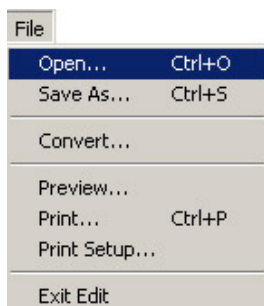 File
Open... Ctrl+O
Save As... Ctrl+S
Convert...
Preview...
Print... Ctrl+P
Print Setup...
Exit Edit